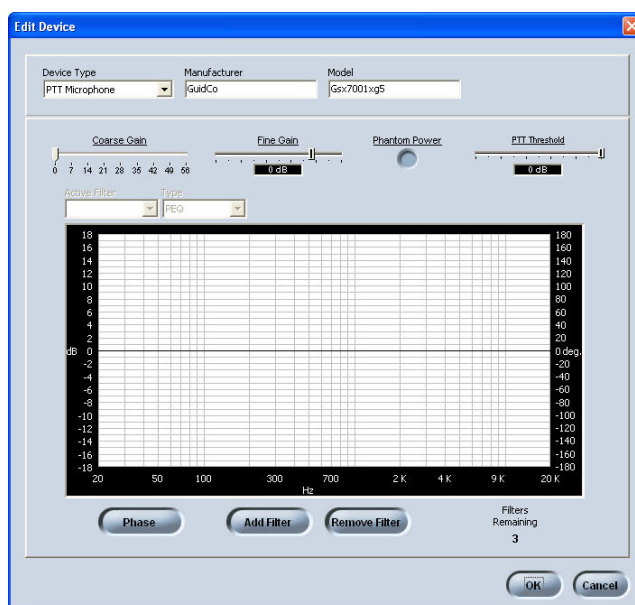 Edit Device
Device Type Manufacturer Model
PTT Microphone GuidCo Gsx7001xg5
Coarse Gain Fine Gain Phantom Power PTT Threshold
0 7 14 21 28 35 42 49 56 0 dB 0 dB
Active Filter Type
PEQ
18 180
16 160
14 140
12 120
10 100
8 80
6 60
4 40
2 20
dB 0 0 deg.
-2 -20
-4 -40
-6 -60
-8 -80
-10 -100
-12 -120
-14 -140
-16 -160
-18 -180
20 50 100 300 700 2 K 4 K 9 K 20 K
Hz
Phase Add Filter Remove Filter Filters
Remaining
3
OK Cancel